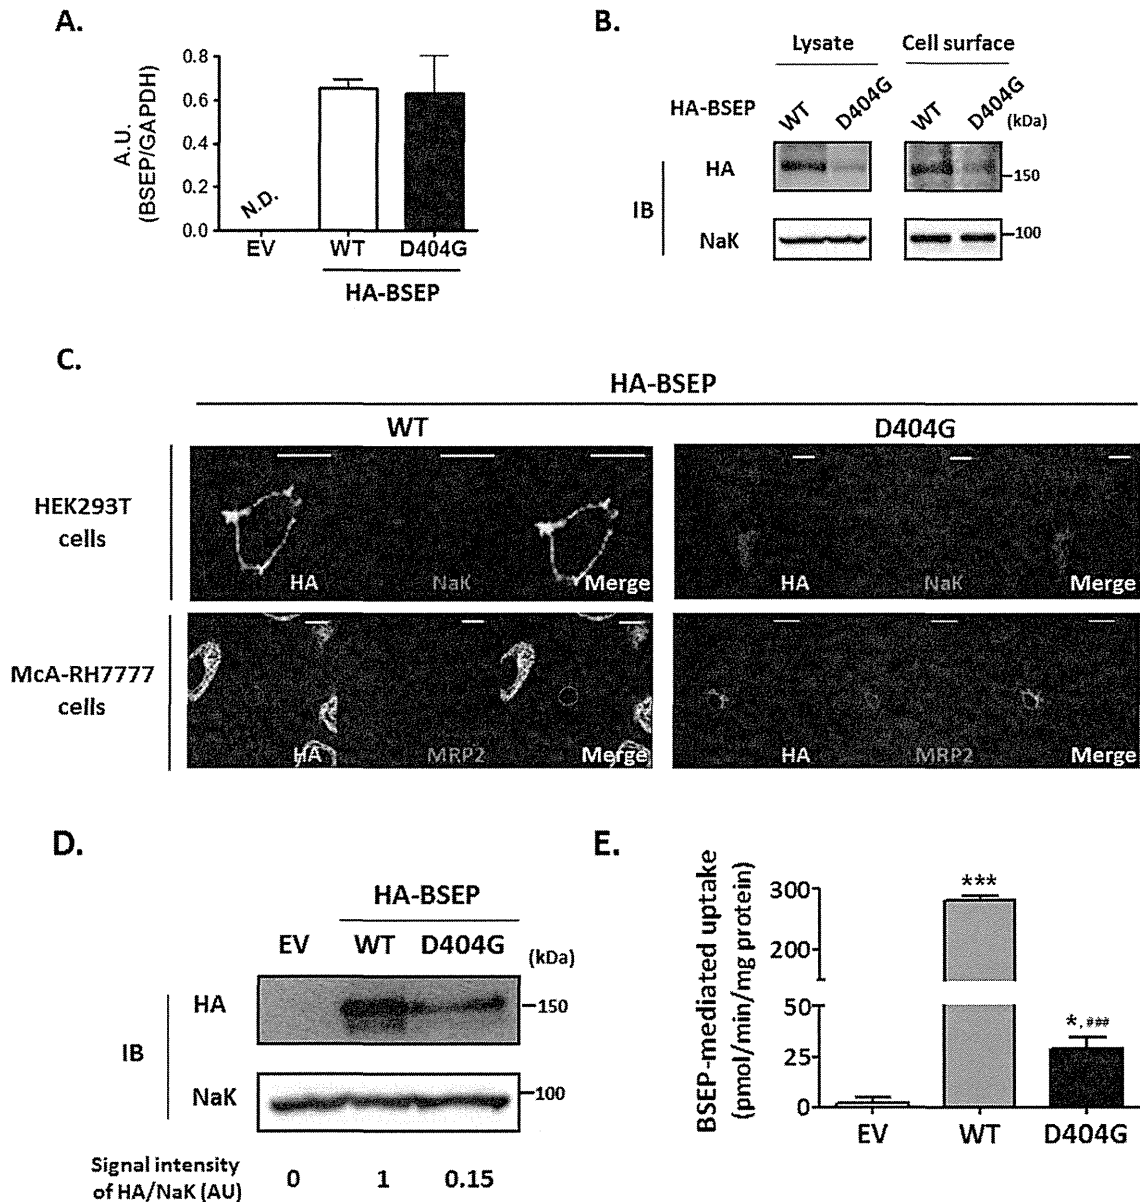 A.
A.U.
(BSEP/GAPDH)
0.8
0.6
0.4
0.2
0.0
N.D.
EV WT D404G
HA-BSEP
B.
Lysate Cell surface
HA-BSEP WT D404G WT D404G (kDa)
HA 150
IB
NaK 100
C.
HA-BSEP
WT D404G
HEK293T
cells
HA NaK Merge HA NaK Merge
McA-RH7777
cells
HA MRP2 Merge HA MRP2 Merge
D.
HA-BSEP
EV WT D404G (kDa)
HA 150
IB
NaK 100
Signal intensity
of HA/NaK (AU) 0 1 0.15
E.
BSEP-mediated uptake
(pmol/min/mg protein)
300
200
50
25
0
***
*,###
EV WT D404G